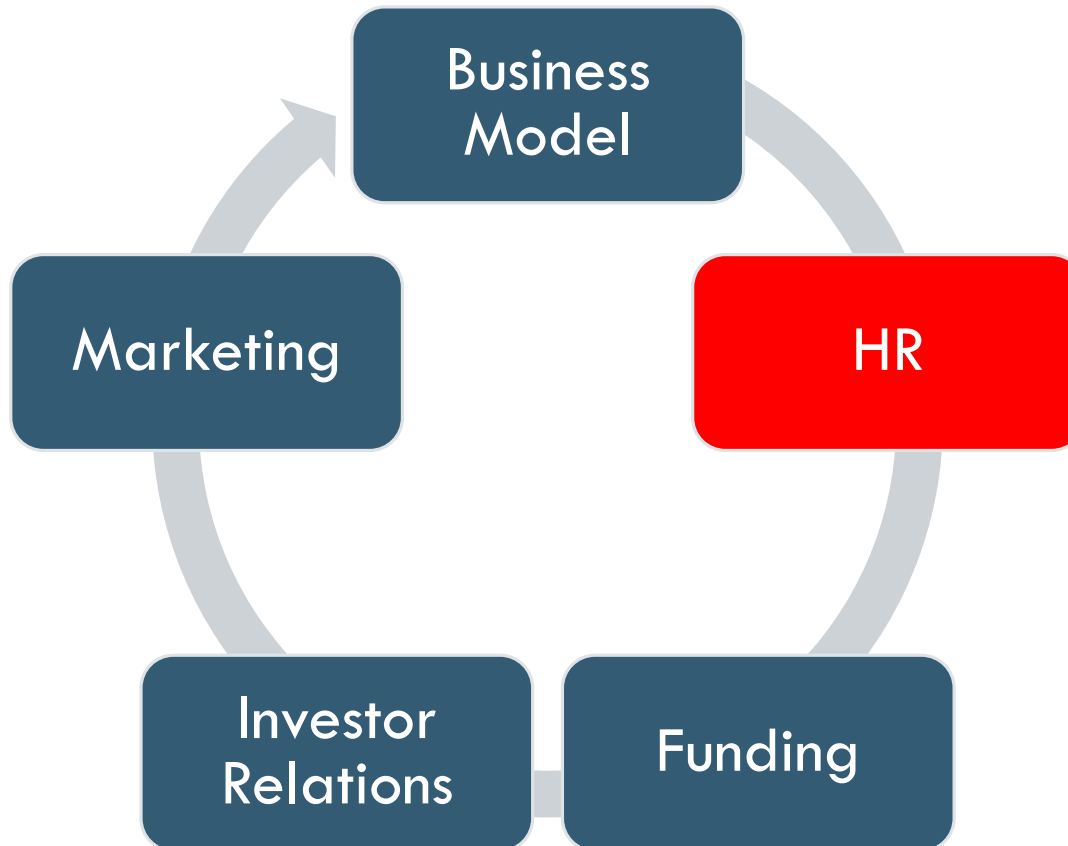 Business
Model
HR
Funding
Investor
Relations
Marketing